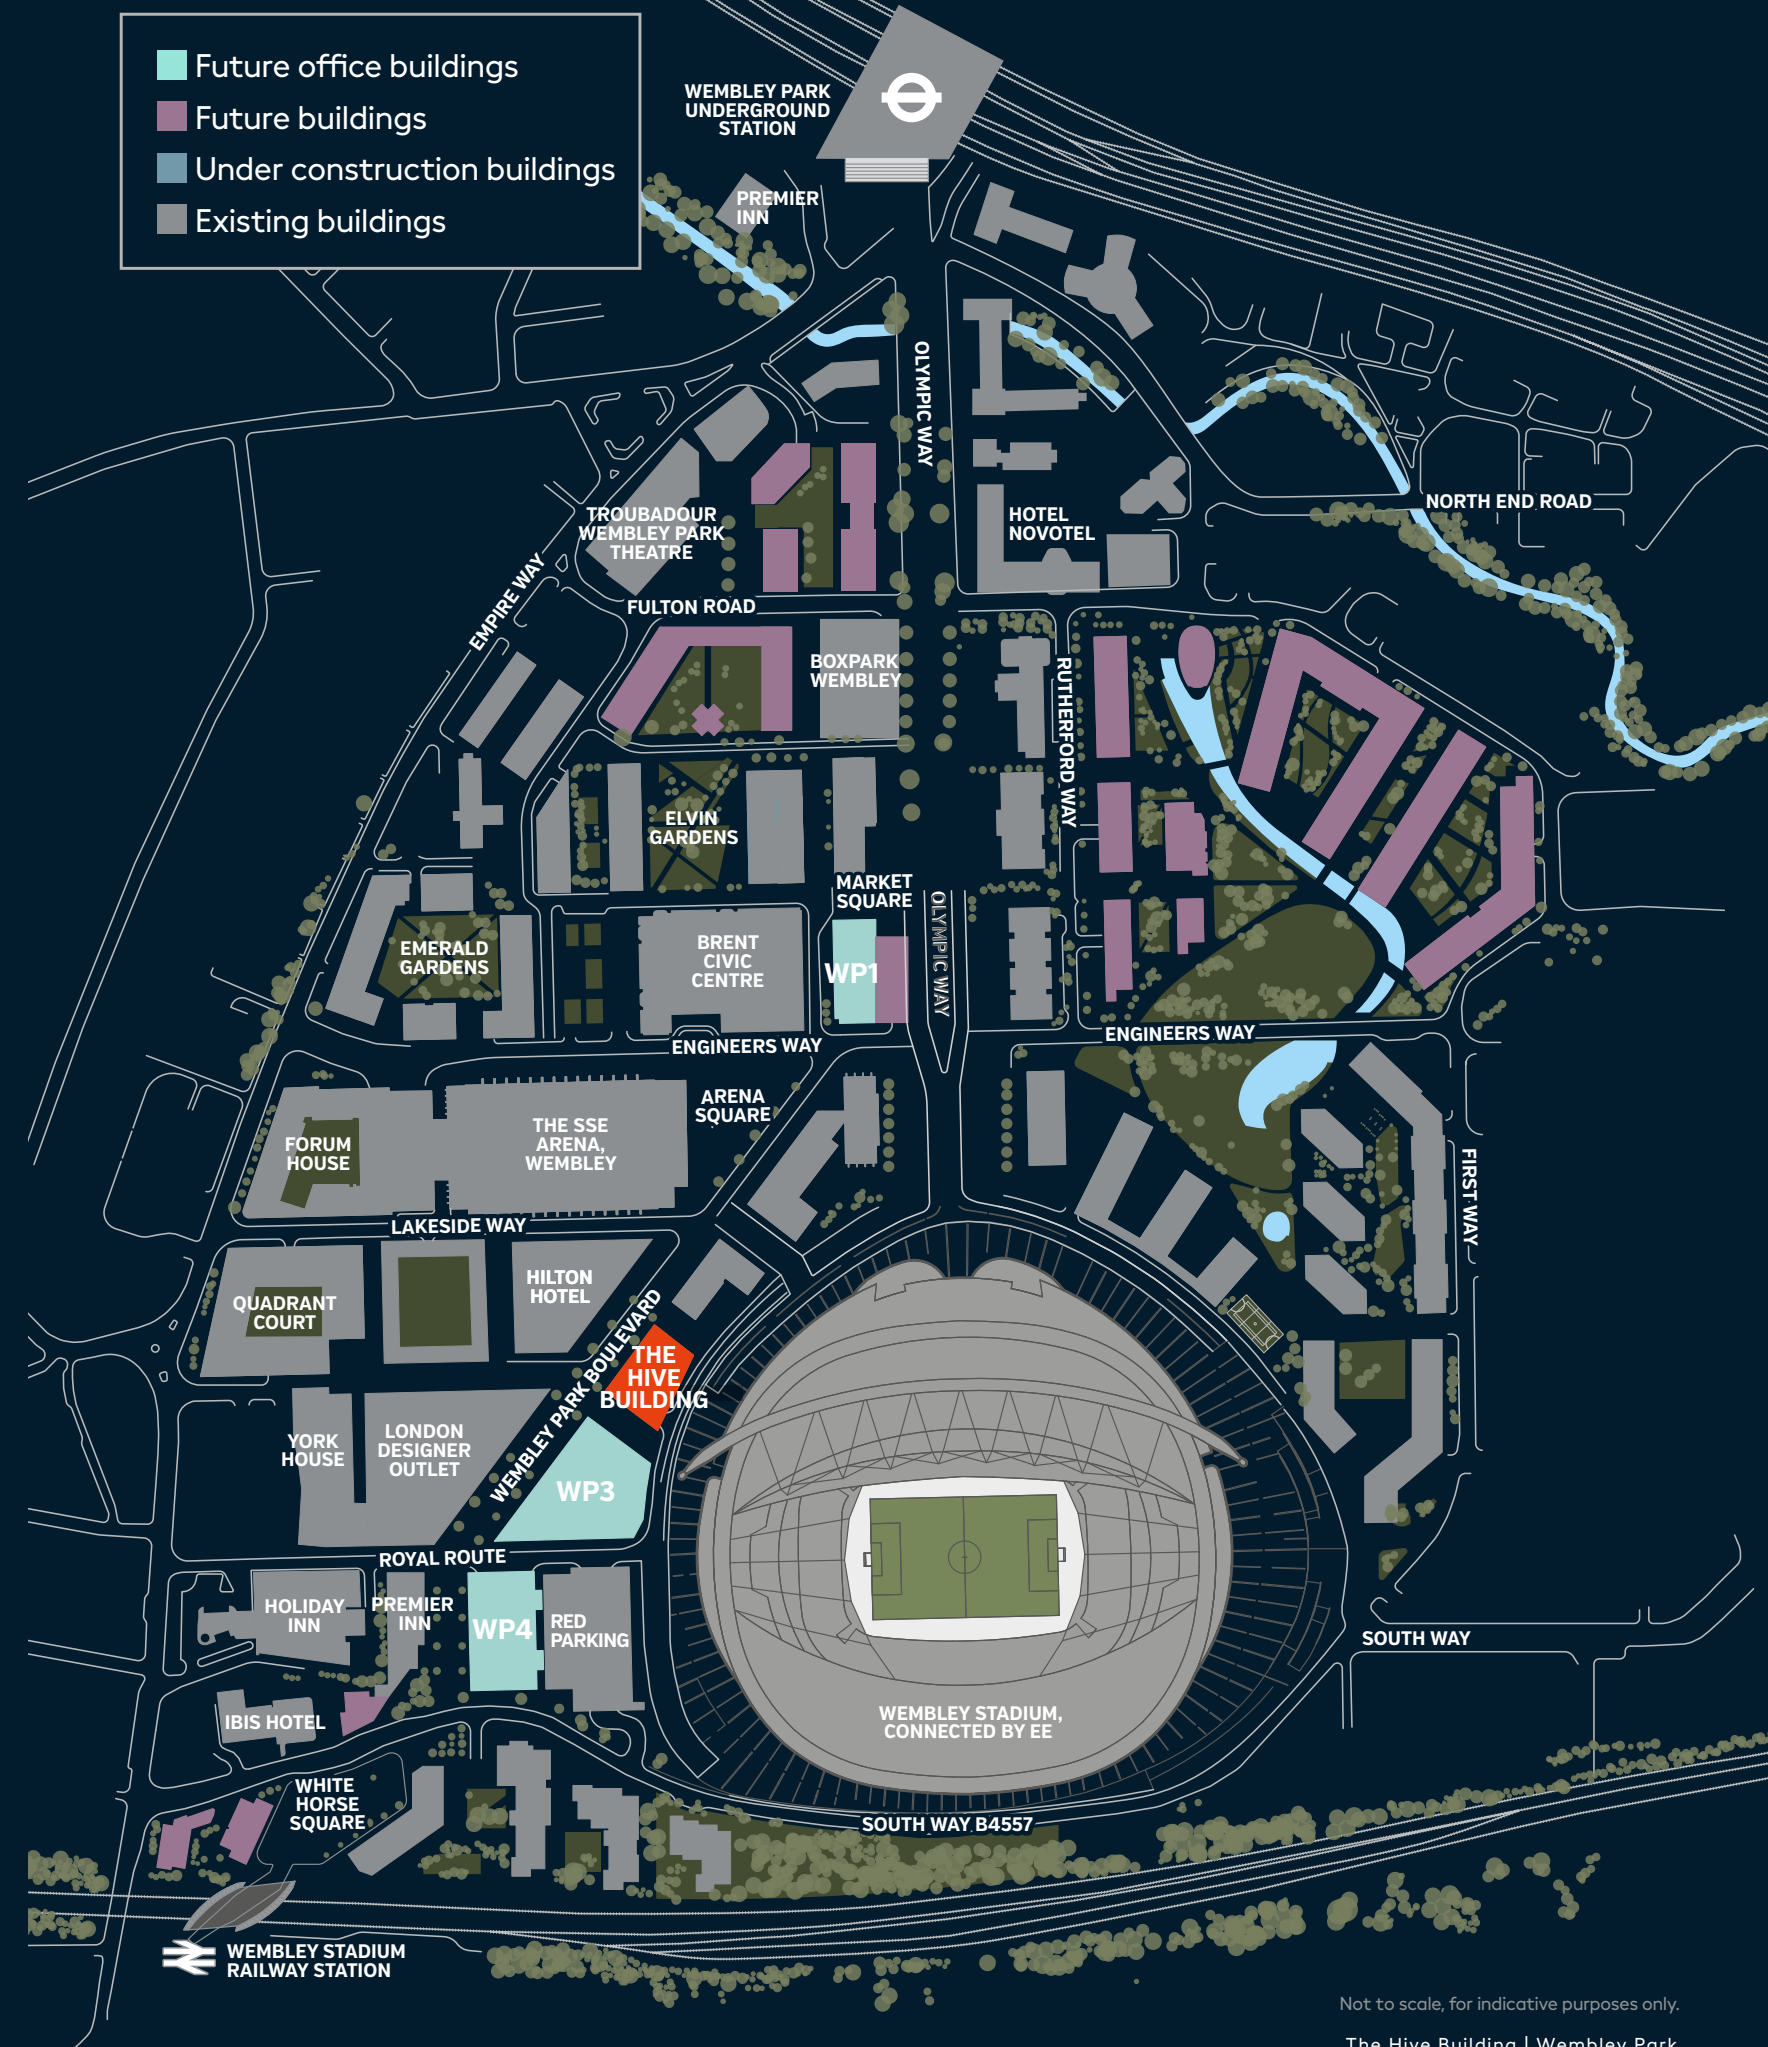 Future office buildings
Future buildings
Under construction buildings
Existing buildings
WEMBLEY PARK
UNDERGROUND
STATION
PREMIER
INN
OLYMPIC WAY
NORTH END ROAD
TROUBADOUR
WEMBLEY PARK
THEATRE
HOTEL
NOVOTEL
EMPIRE WAY
FULTON ROAD
BOXPARK
WEMBLEY
RUTHERFORD WAY
ELVIN
GARDENS
MARKET
SQUARE
OLYMPIC WAY
EMERALD
GARDENS
BRENT
CIVIC
CENTRE
WP1
ENGINEERS WAY
ENGINEERS WAY
ARENA
SQUARE
FORUM
HOUSE
THE SSE
ARENA,
WEMBLEY
FIRST WAY
LAKESIDE WAY
QUADRANT
COURT
HILTON
HOTEL
WEMBLEY PARK BOULEVARD
THE
HIVE
BUILDING
YORK
HOUSE
LONDON
DESIGNER
OUTLET
WP3
ROYAL ROUTE
HOLIDAY
INN
PREMIER
INN
WP4
RED
PARKING
SOUTH WAY
IBIS HOTEL
WEMBLEY STADIUM,
CONNECTED BY EE
WHITE
HORSE
SQUARE
SOUTH WAY B4557
WEMBLEY STADIUM
RAILWAY STATION
Not to scale, for indicative purposes only.
The Hive Building | Wembley Park